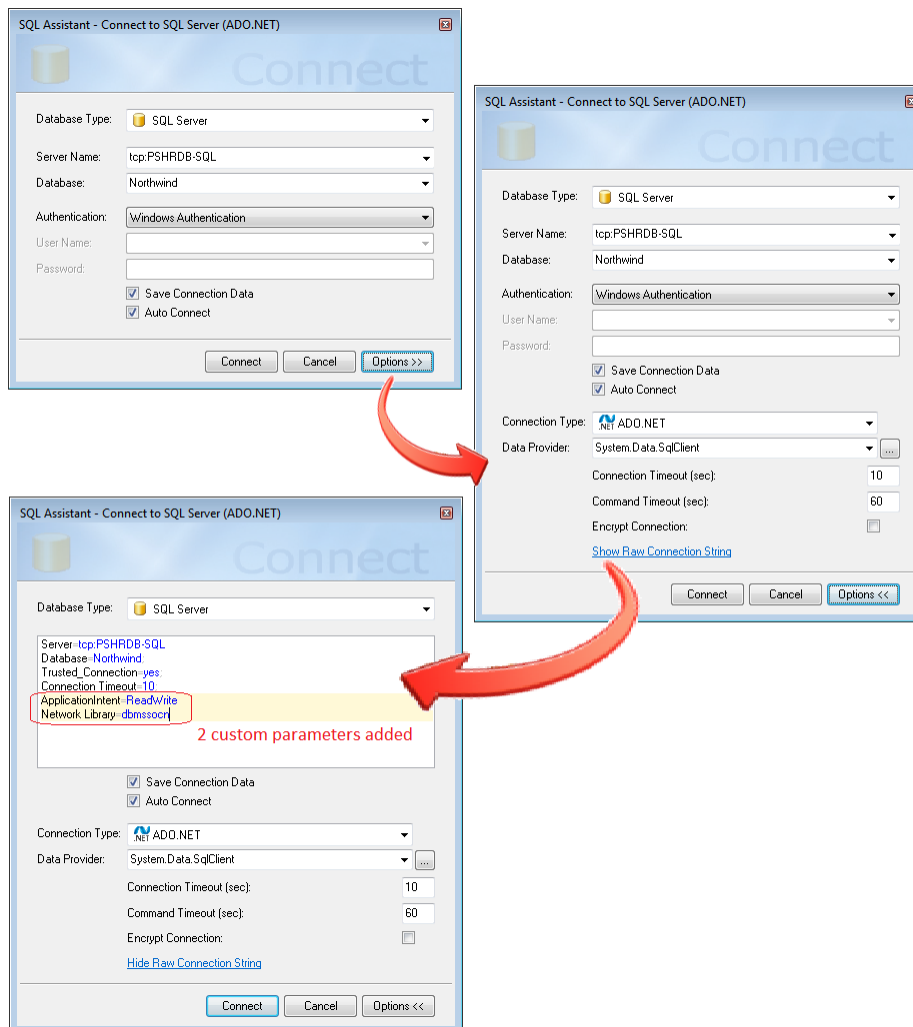 SQL Assistant - Connect to SQL Server (ADO.NET)
Connect
Database Type: SQL Server
Server Name: tcp:PSHRDB-SQL
Database: Northwind
Authentication: Windows Authentication
User Name:
Password:
Save Connection Data
Auto Connect
Connect Cancel Options >>
SQL Assistant - Connect to SQL Server (ADO.NET)
Connect
Database Type: SQL Server
Server Name: tcp:PSHRDB-SQL
Database: Northwind
Authentication: Windows Authentication
User Name:
Password:
Save Connection Data
Auto Connect
Connection Type: .NET ADO.NET
Data Provider: System.Data.SqlClient ...
Connection Timeout (sec): 10
Command Timeout (sec): 60
Encrypt Connection:
Show Raw Connection String
Connect Cancel Options <<
SQL Assistant - Connect to SQL Server (ADO.NET)
Connect
Database Type: SQL Server
Server=tcp:PSHRDB-SQL
Database=Northwind;
Trusted_Connection=yes;
Connection Timeout=10;
ApplicationIntent=ReadWrite
Network Library=dbmssocn
2 custom parameters added
Save Connection Data
Auto Connect
Connection Type: .NET ADO.NET
Data Provider: System.Data.SqlClient ...
Connection Timeout (sec): 10
Command Timeout (sec): 60
Encrypt Connection:
Hide Raw Connection String
Connect Cancel Options <<